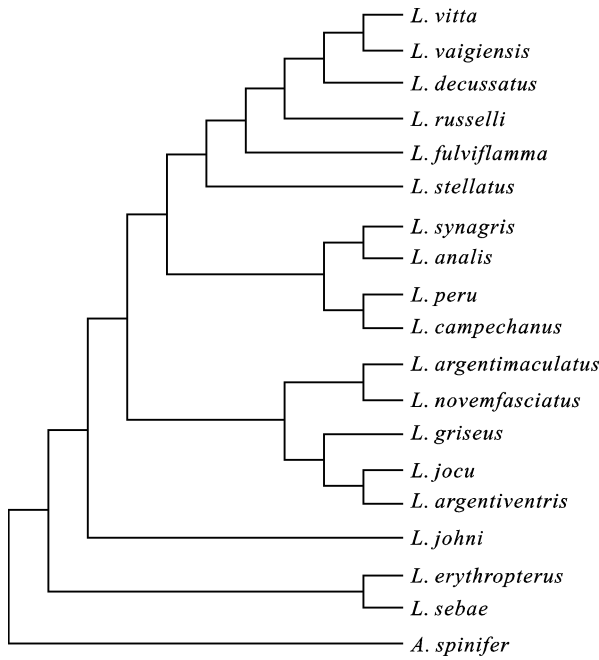 L. vitta
L. vaigiensis
L. decussatus
L. russelli
L. fulviflamma
L. stellatus
L. synagris
L. analis
L. peru
L. campechanus
L. argentimaculatus
L. novemfasciatus
L. griseus
L. jocu
L. argentiventris
L. johni
L. erythropterus
L. sebae
A. spinifer